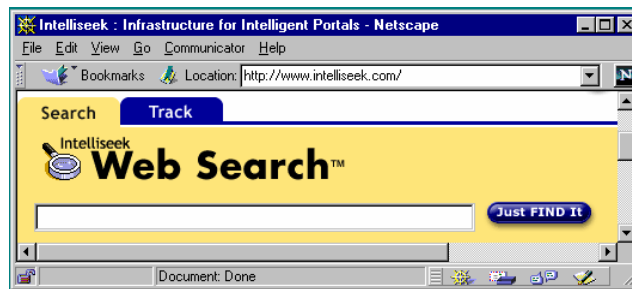 Intelliseek : Infrastructure for Intelligent Portals - Netscape
File Edit View Go Communicator Help
Bookmarks Location: http://www.intelliseek.com/
N
Search Track
Intelliseek
Web Search™
Just FIND It
Document: Done